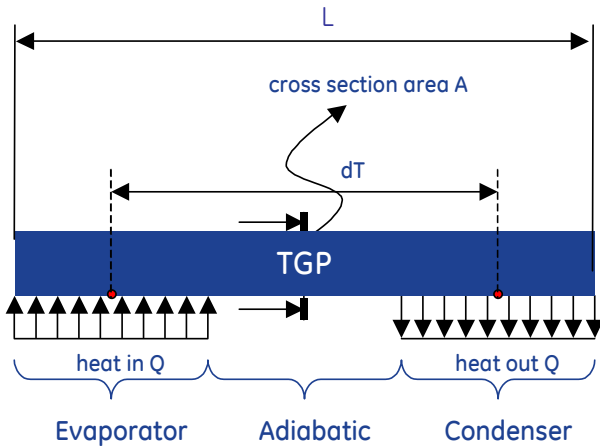 L
cross section area A
dT
TGP
heat in Q
heat out Q
Evaporator
Adiabatic
Condenser